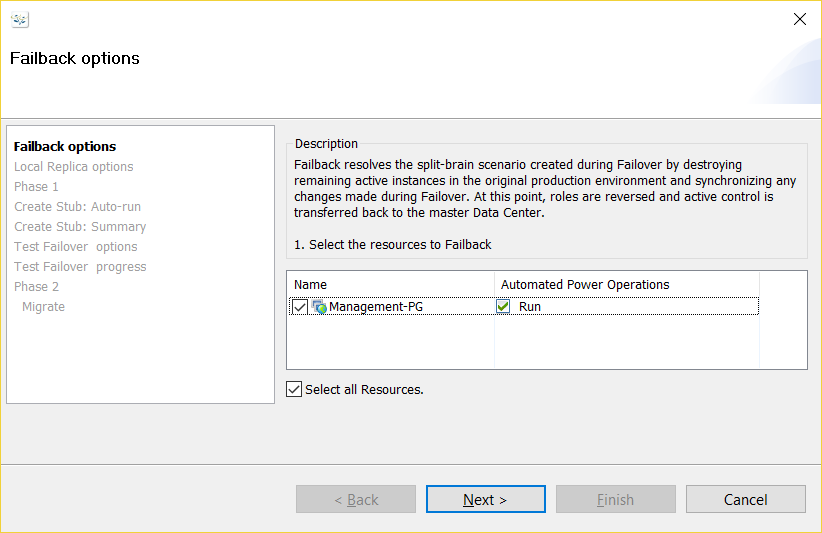 Failback options
Failback options
Local Replica options
Phase 1
Create Stub: Auto-run
Create Stub: Summary
Test Failover  options
Test Failover  progress
Phase 2
Migrate
Description
Failback resolves the split-brain scenario created during Failover by destroying
remaining active instances in the original production environment and synchronizing any
changes made during Failover. At this point, roles are reversed and active control is
transferred back to the master Data Center.
1. Select the resources to Failback
Name Automated Power Operations
Management-PG Run
Select all Resources.
< Back Next > Finish Cancel